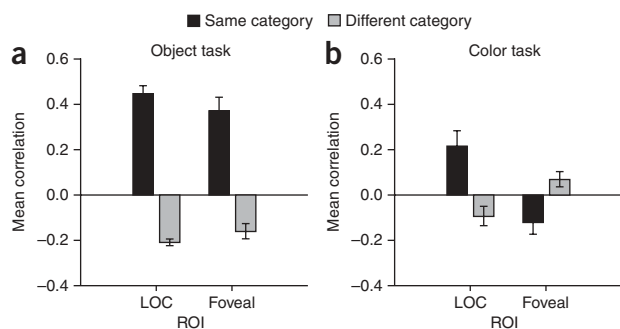 Same category Different category
a Object task
0.6
0.4
0.2
0.0
−0.2
−0.4
Mean correlation
LOC Foveal
ROI
b Color task
0.6
0.4
0.2
0.0
−0.2
−0.4
Mean correlation
LOC Foveal
ROI